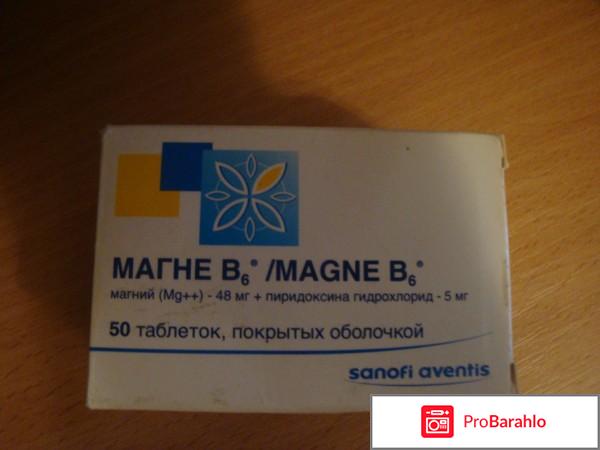 МАГНЕ B6® /MAGNE B6®
магний (Mg++) - 48 мг + пиридоксина гидрохлорид - 5 мг
50 таблеток, покрытых оболочкой
sanofi aventis
ProBarahlo